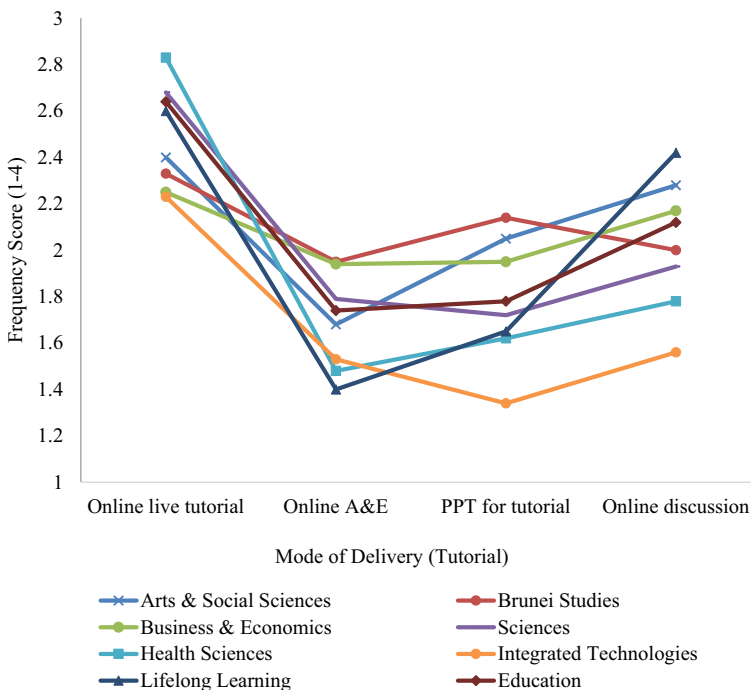 3
2.8
2.6
2.4
2.2
2
1.8
1.6
1.4
1.2
1
Frequency Score (1-4)
Online live tutorial Online A&E PPT for tutorial Online discussion
Mode of Delivery (Tutorial)
Arts & Social Sciences Brunei Studies
Business & Economics Sciences
Health Sciences Integrated Technologies
Lifelong Learning Education